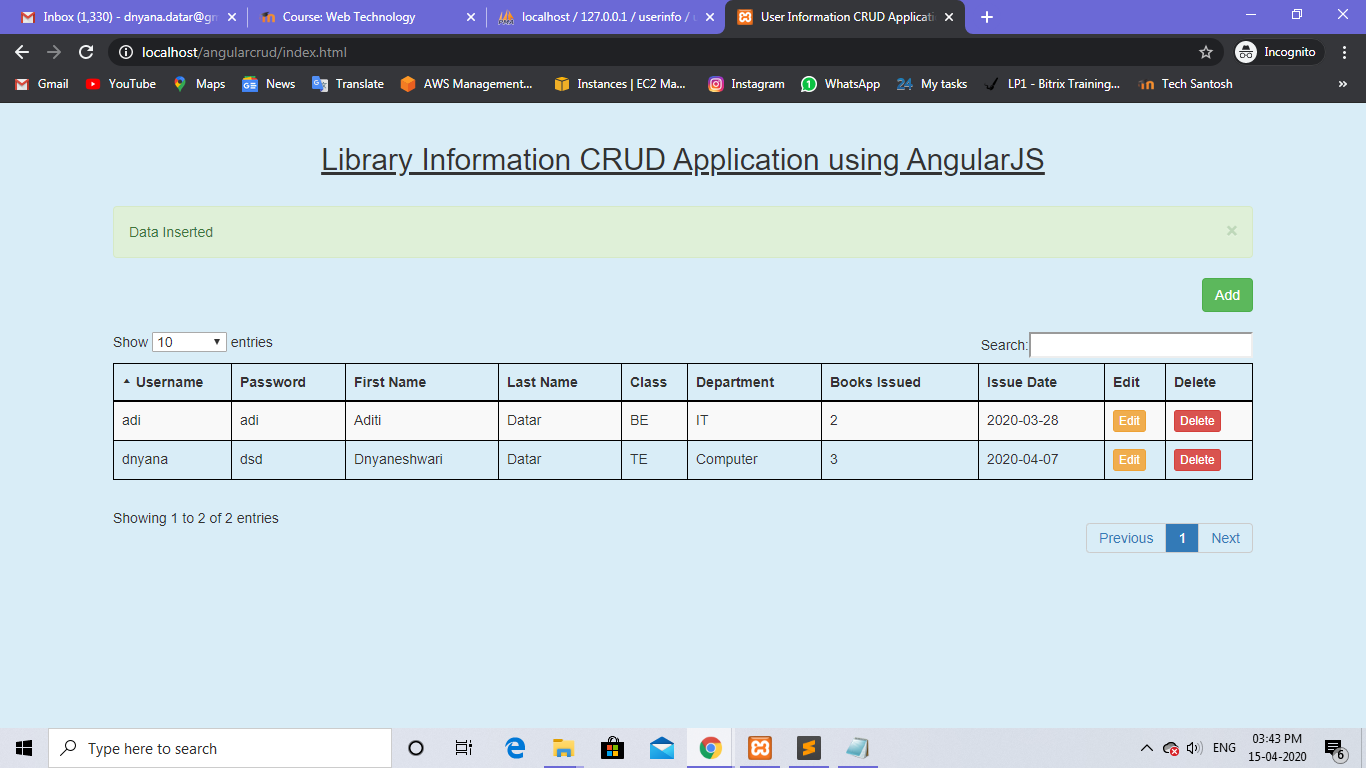 Inbox (1,330) - dnyana.datar@gm
Course: Web Technology
localhost / 127.0.0.1 / userinfo /
User Information CRUD Applicati
localhost/angularcrud/index.html
Incognito
Gmail
YouTube
Maps
News
Translate
AWS Management...
Instances | EC2 Ma...
Instagram
WhatsApp
24 My tasks
LP1 - Bitrix Training...
Tech Santosh
»
Library Information CRUD Application using AngularJS
Data Inserted ×
Add
Show 10 entries
Search:
Username Password First Name Last Name Class Department Books Issued Issue Date Edit Delete
adi adi Aditi Datar BE IT 2 2020-03-28 Edit Delete
dnyana dsd Dnyaneshwari Datar TE Computer 3 2020-04-07 Edit Delete
Showing 1 to 2 of 2 entries
Previous 1 Next
Type here to search
ENG
03:43 PM
15-04-2020
6